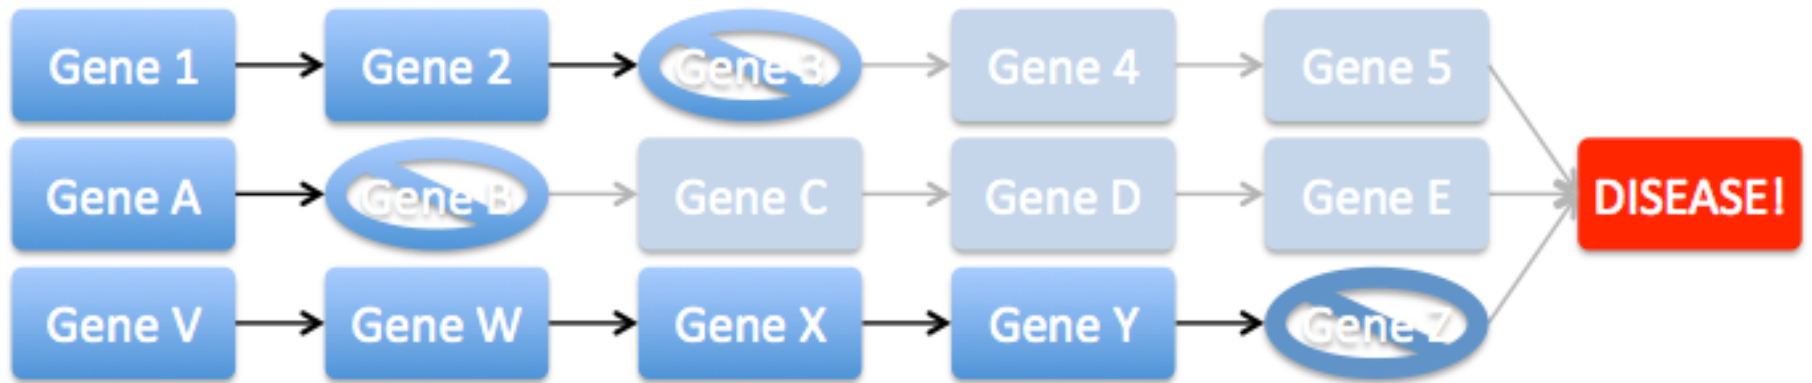 Gene 1 Gene 2 Gene 3 Gene 4 Gene 5
Gene A Gene B Gene C Gene D Gene E DISEASE!
Gene V Gene W Gene X Gene Y Gene Z